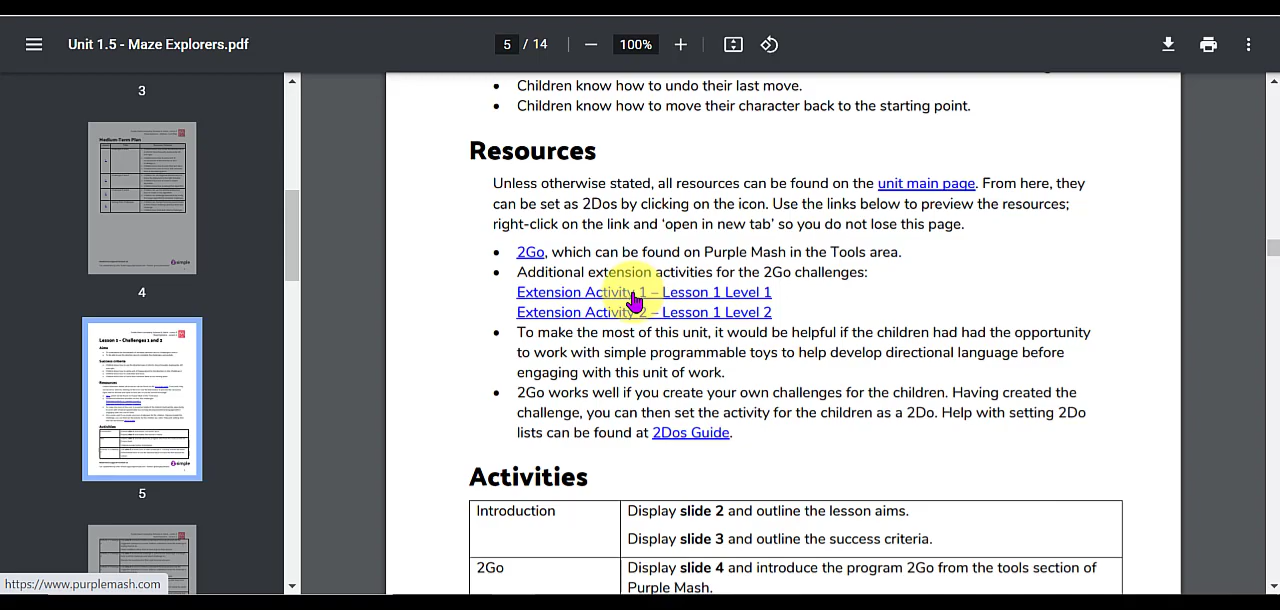 Unit 1.5 - Maze Explorers.pdf
5 / 14
100%
3
Medium-Term Plan
4
Lesson 1 - Challenges 1 and 2
5
Children know how to undo their last move.
Children know how to move their character back to the starting point.
Resources
Unless otherwise stated, all resources can be found on the unit main page. From here, they
can be set as 2Dos by clicking on the icon. Use the links below to preview the resources;
right-click on the link and ‘open in new tab’ so you do not lose this page.
2Go, which can be found on Purple Mash in the Tools area.
Additional extension activities for the 2Go challenges:
Extension Activity 1 – Lesson 1 Level 1
Extension Activity 2 – Lesson 1 Level 2
To make the most of this unit, it would be helpful if the children had had the opportunity
to work with simple programmable toys to help develop directional language before
engaging with this unit of work.
2Go works well if you create your own challenges for the children. Having created the
challenge, you can then set the activity for the children as a 2Do. Help with setting 2Do
lists can be found at 2Dos Guide.
Activities
Introduction
Display slide 2 and outline the lesson aims.
Display slide 3 and outline the success criteria.
2Go
Display slide 4 and introduce the program 2Go from the tools section of
Purple Mash.
https://www.purplemash.com